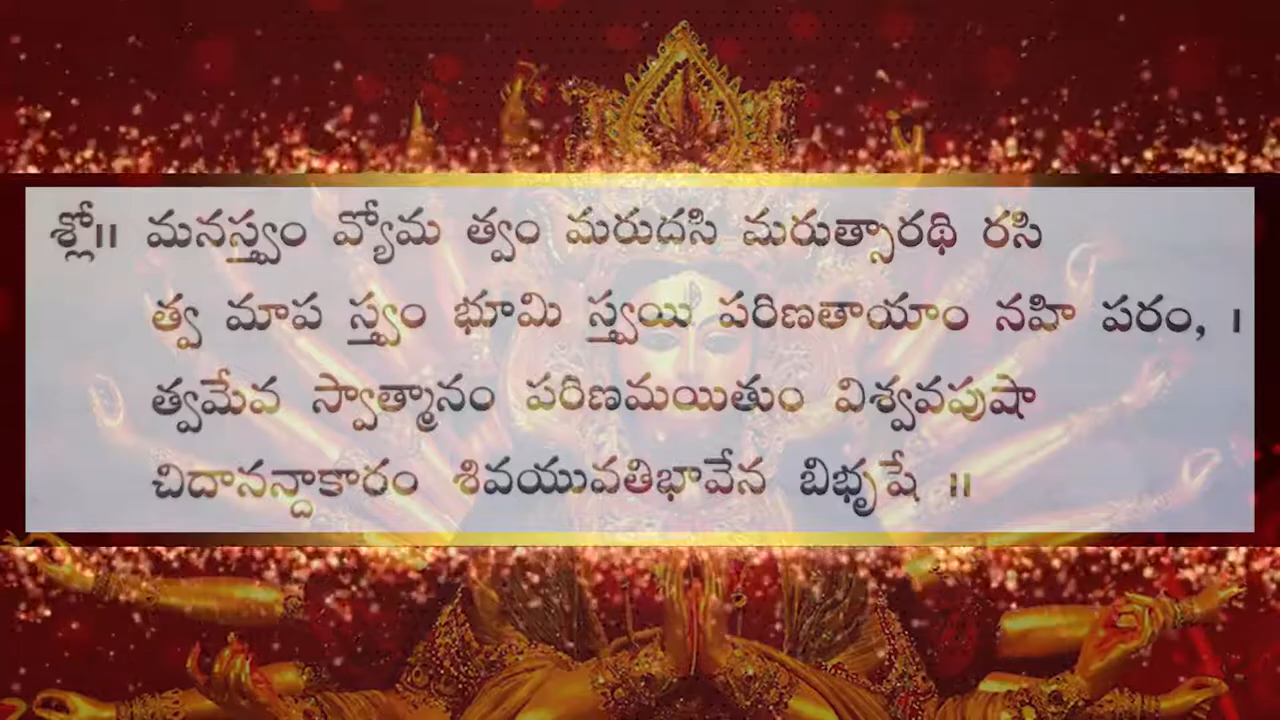 శ్లో॥ మనస్త్వం వ్యోమ త్వం మరుదసి మరుత్సారథి రసి
త్వ మాప స్త్వం భూమి స్త్వయి పరిణతాయాం నహి పరం, ।
త్వమేవ స్వాత్మానం పరిణమయితుం విశ్వవపుషా
చిదానన్దాకారం శివయువతిభావేన బిభృషే ॥